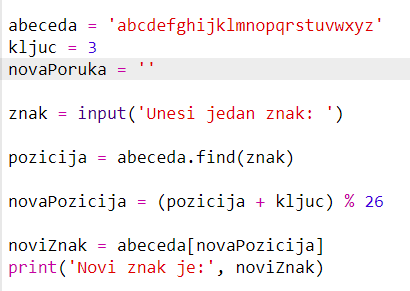 abeceda = 'abcdefghijklmnopqrstuvwxyz'
kljuc = 3
novaPoruka = ''
znak = input('Unesi jedan znak: ')
pozicija = abeceda.find(znak)
novaPozicija = (pozicija + kljuc) % 26
noviZnak = abeceda[novaPozicija]
print('Novi znak je:', noviZnak)